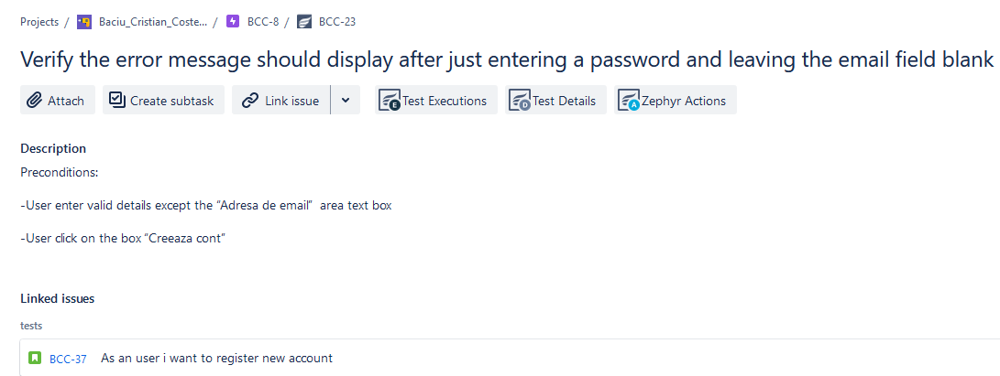 Projects / Baciu_Cristian_Coste... / BCC-8 / BCC-23
Verify the error message should display after just entering a password and leaving the email field blank
Attach Create subtask Link issue Test Executions Test Details Zephyr Actions
Description
Preconditions:
-User enter valid details except the “Adresa de email” area text box
-User click on the box “Creeaza cont”
Linked issues
tests
BCC-37 As an user i want to register new account